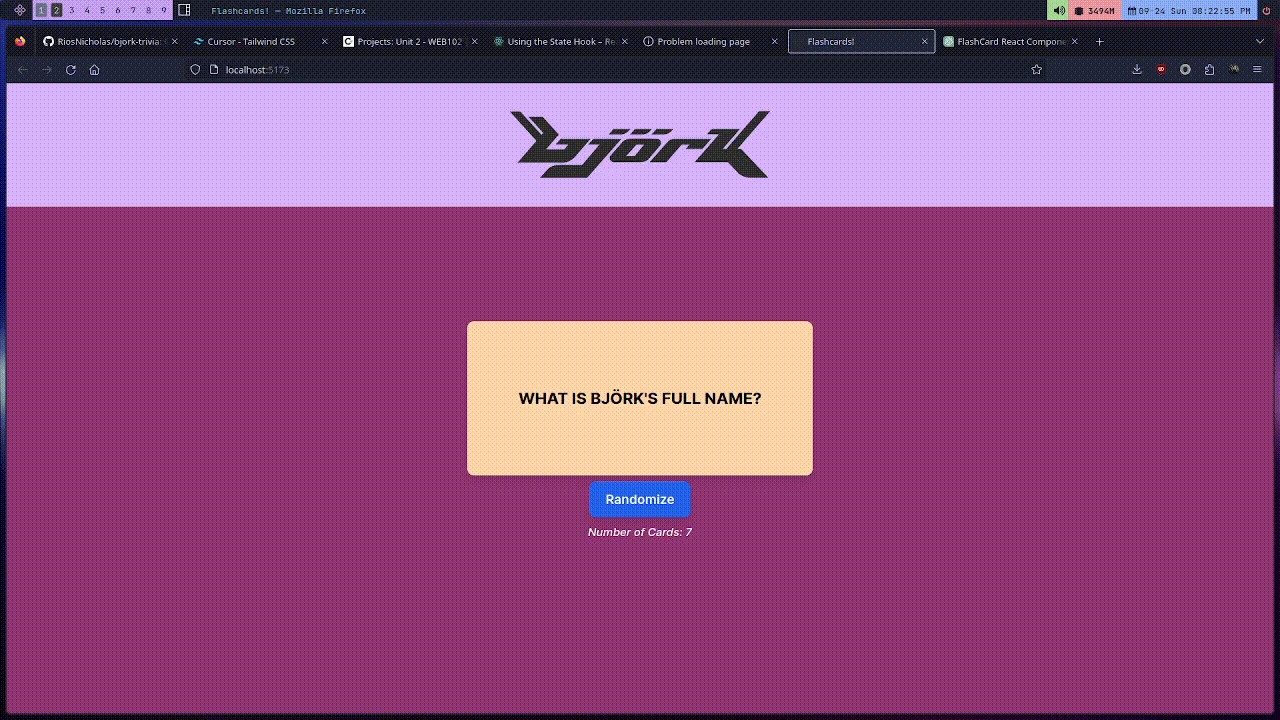 1 2 3 4 5 6 7 8 9 Flashcards! — Mozilla Firefox 3494M 09-24 Sun 08:22:55 PM
RiosNicholas/bjork-trivia: Cursor - Tailwind CSS Projects: Unit 2 - WEB102 Using the State Hook – Re Problem loading page Flashcards! FlashCard React Compone
localhost:5173
björk
WHAT IS BJÖRK'S FULL NAME?
Randomize
Number of Cards: 7